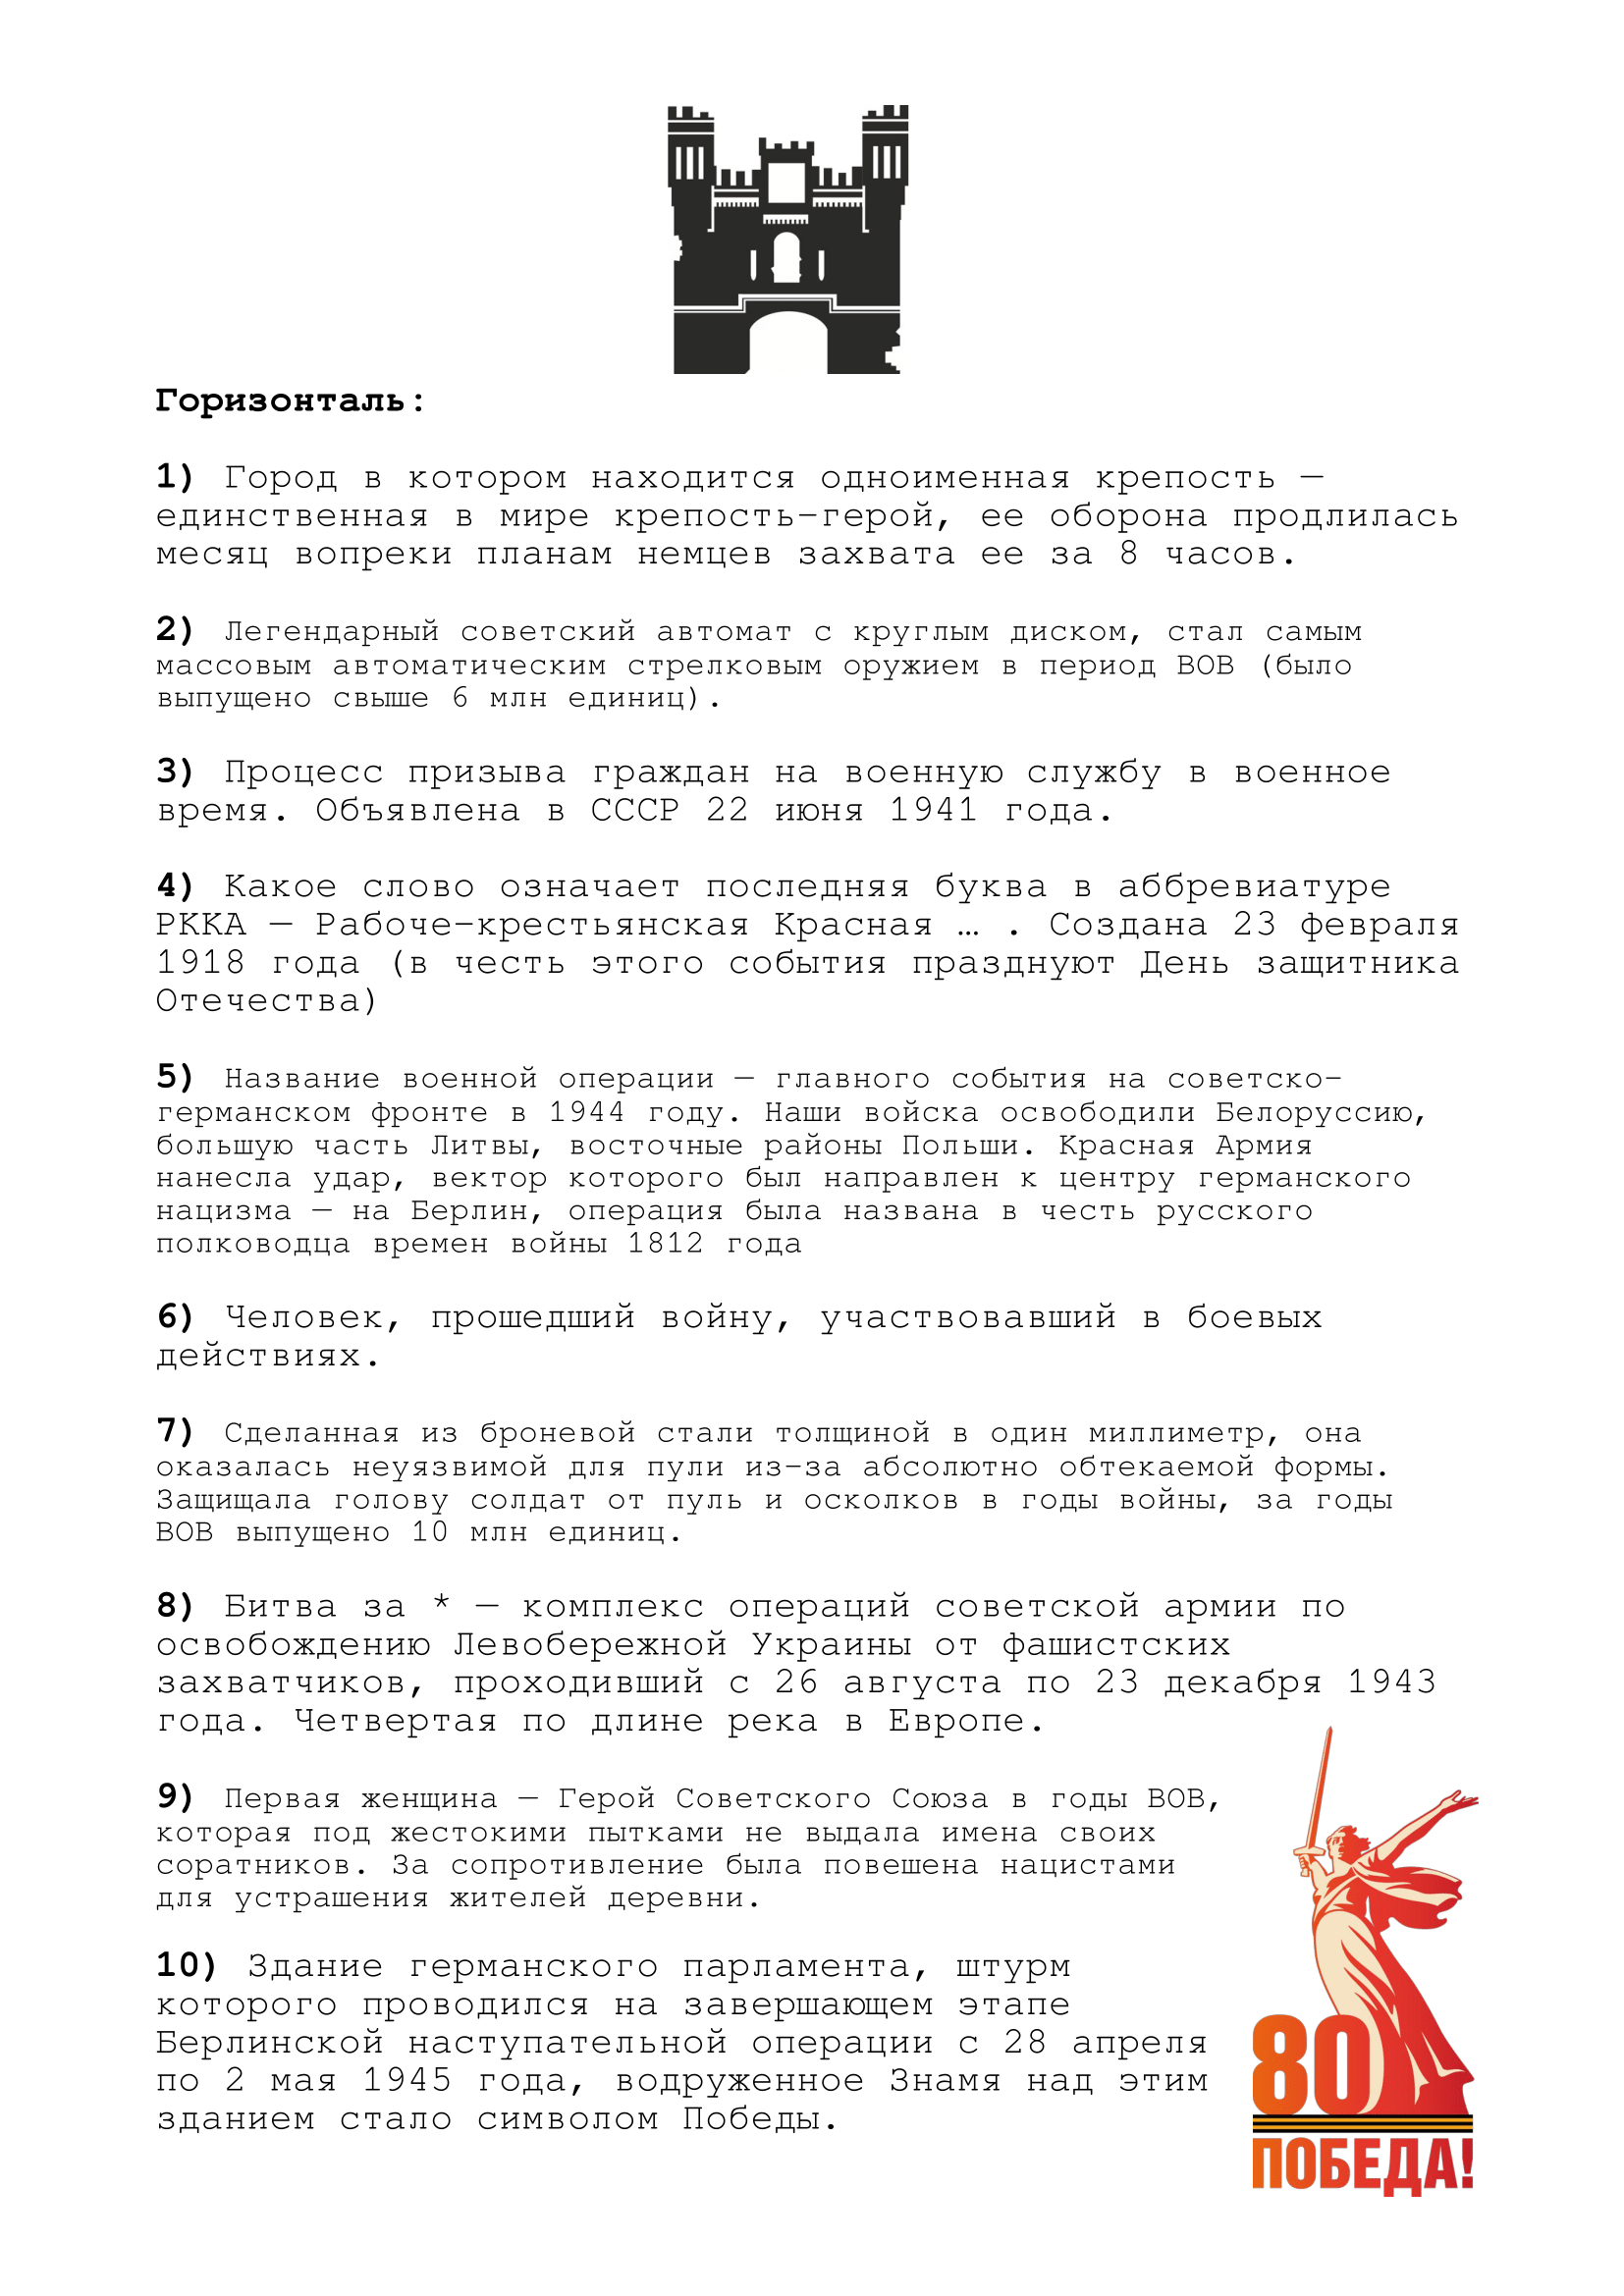 Горизонталь:
1) Город в котором находится одноименная крепость —
единственная в мире крепость-герой, ее оборона продлилась
месяц вопреки планам немцев захвата ее за 8 часов.
2) Легендарный советский автомат с круглым диском, стал самым
массовым автоматическим стрелковым оружием в период ВОВ (было
выпущено свыше 6 млн единиц).
3) Процесс призыва граждан на военную службу в военное
время. Объявлена в СССР 22 июня 1941 года.
4) Какое слово означает последняя буква в аббревиатуре
РККА — Рабоче-крестьянская Красная … . Создана 23 февраля
1918 года (в честь этого события празднуют День защитника
Отечества)
5) Название военной операции — главного события на советско-
германском фронте в 1944 году. Наши войска освободили Белоруссию,
большую часть Литвы, восточные районы Польши. Красная Армия
нанесла удар, вектор которого был направлен к центру германского
нацизма — на Берлин, операция была названа в честь русского
полководца времен войны 1812 года
6) Человек, прошедший войну, участвовавший в боевых
действиях.
7) Сделанная из броневой стали толщиной в один миллиметр, она
оказалась неуязвимой для пули из-за абсолютно обтекаемой формы.
Защищала голову солдат от пуль и осколков в годы войны, за годы
ВОВ выпущено 10 млн единиц.
8) Битва за * — комплекс операций советской армии по
освобождению Левобережной Украины от фашистских
захватчиков, проходивший с 26 августа по 23 декабря 1943
года. Четвертая по длине река в Европе.
9) Первая женщина — Герой Советского Союза в годы ВОВ,
которая под жестокими пытками не выдала имена своих
соратников. За сопротивление была повешена нацистами
для устрашения жителей деревни.
10) Здание германского парламента, штурм
которого проводился на завершающем этапе
Берлинской наступательной операции с 28 апреля
по 2 мая 1945 года, водруженное Знамя над этим
зданием стало символом Победы.
80
ПОБЕДА!